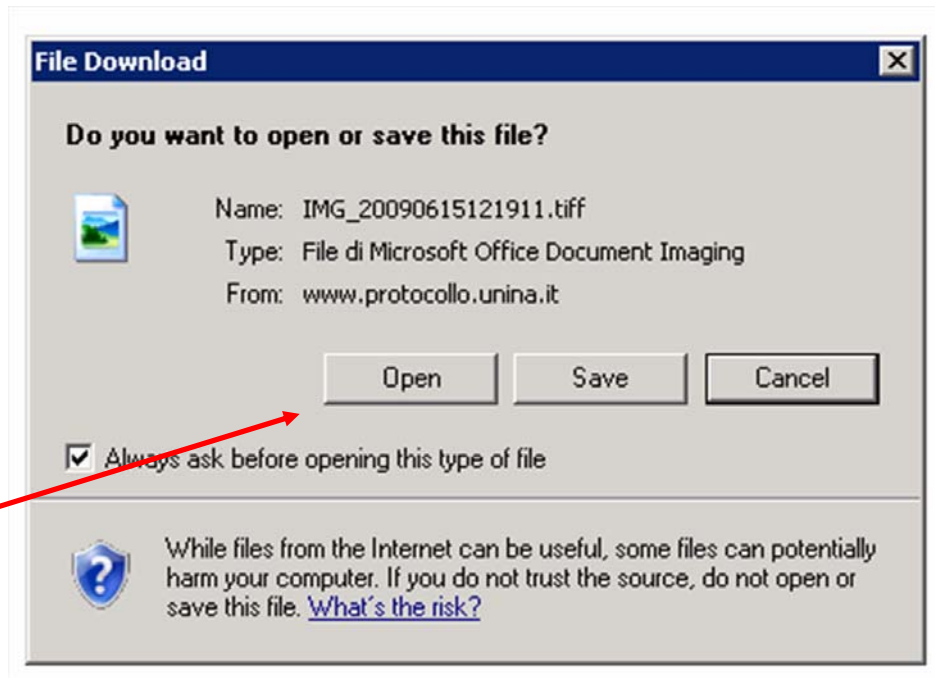 File Download
Do you want to open or save this file?
Name: IMG_20090615121911.tiff
Type: File di Microsoft Office Document Imaging
From: www.protocollo.unina.it
Open Save Cancel
Always ask before opening this type of file
While files from the Internet can be useful, some files can potentially
harm your computer. If you do not trust the source, do not open or
save this file. What's the risk?